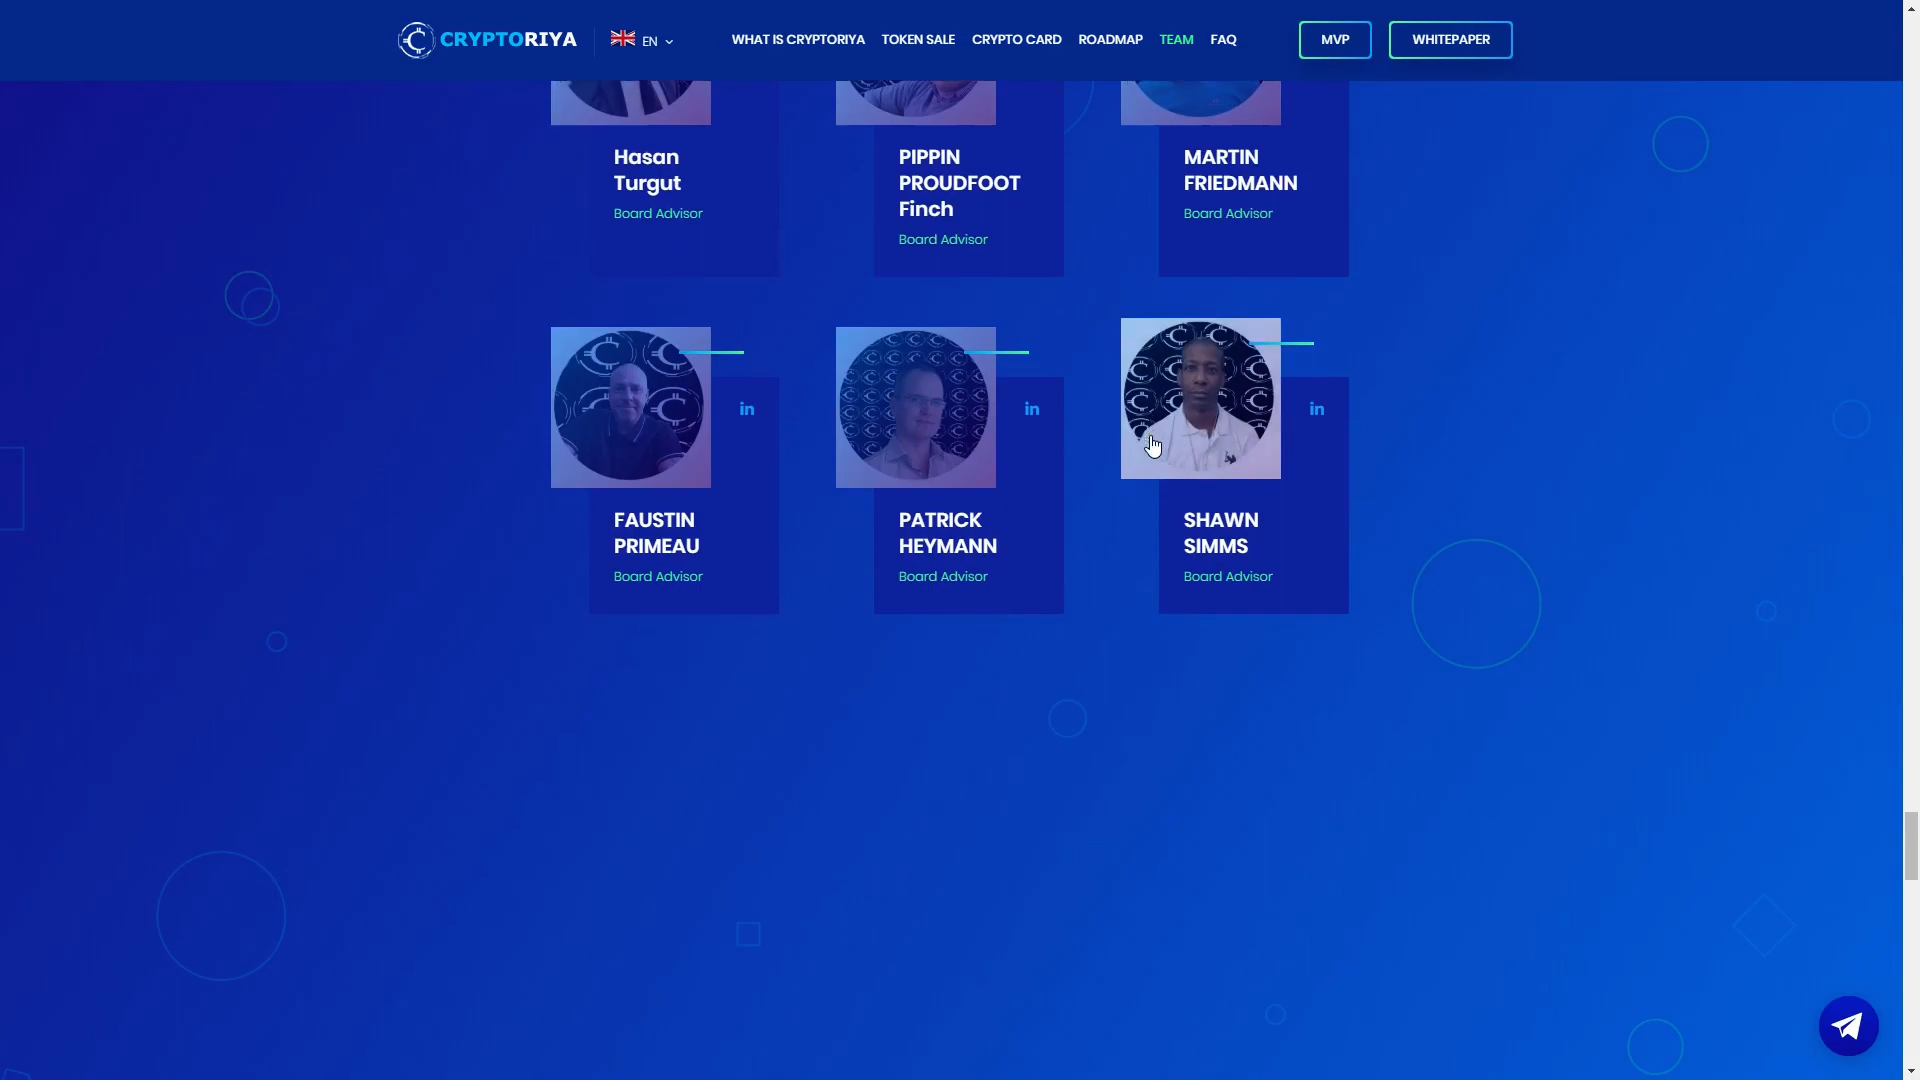 CRYPTORIYA
EN
WHAT IS CRYPTORIYA
TOKEN SALE
CRYPTO CARD
ROADMAP
TEAM
FAQ
MVP
WHITEPAPER
Hasan
Turgut
Board Advisor
PIPPIN
PROUDFOOT
Finch
Board Advisor
MARTIN
FRIEDMANN
Board Advisor
in
FAUSTIN
PRIMEAU
Board Advisor
in
PATRICK
HEYMANN
Board Advisor
in
SHAWN
SIMMS
Board Advisor